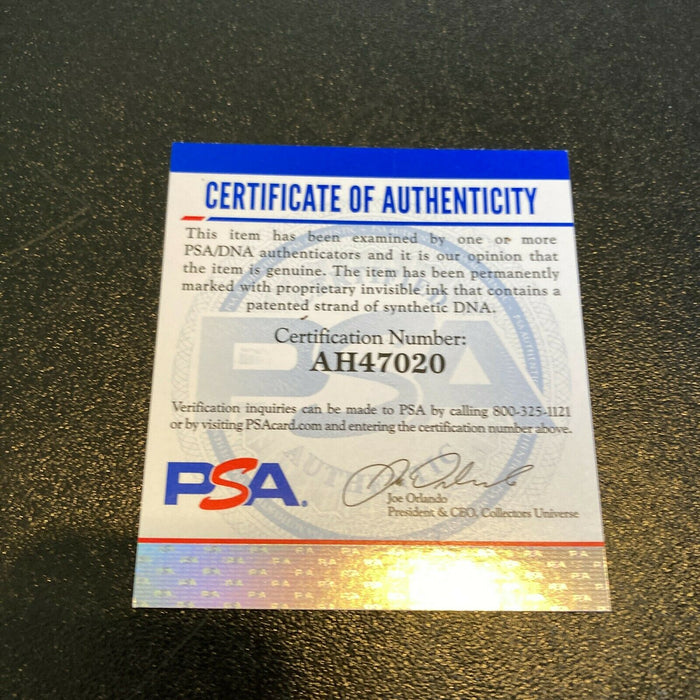 CERTIFICATE OF AUTHENTICITY
This item has been examined by one or more
PSA/DNA authenticators and it is our opinion that
the item is genuine. The item has been permanently
marked with proprietary invisible ink that contains a
patented strand of synthetic DNA.
Certification Number:
AH47020
Verification inquiries can be made to PSA by calling 800-325-1121
or by visiting PSAcard.com and entering the certification number above.
PSA.
Joe Orlando
President & CEO, Collectors Universe